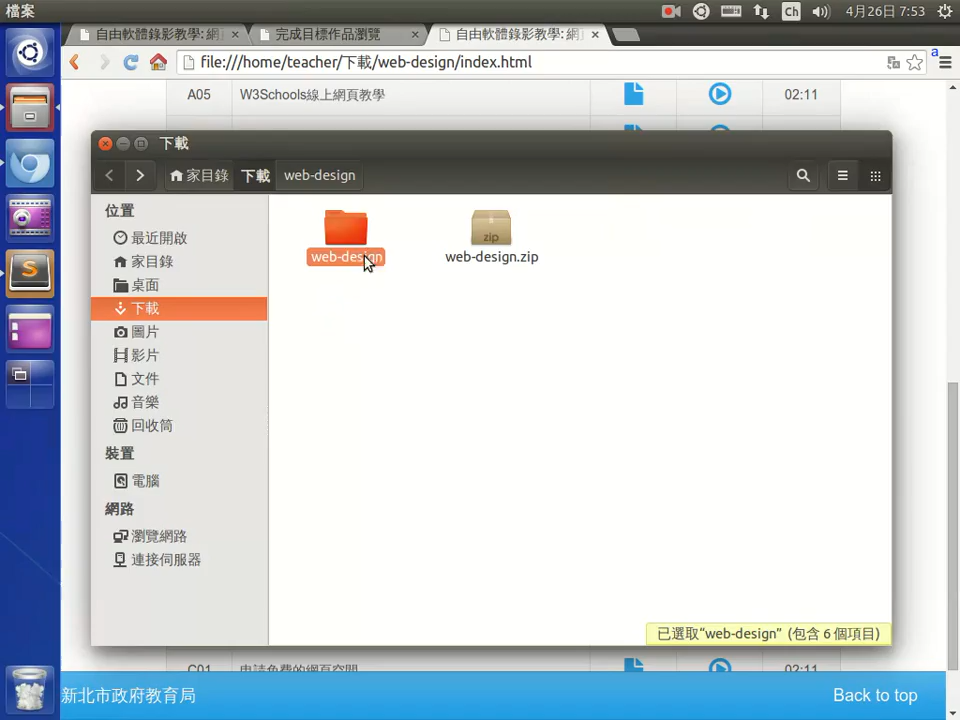 檔案
Ch
4月26日 7:53
自由軟體錄影教學: 網
完成目標作品瀏覽
自由軟體錄影教學: 網
file:///home/teacher/下載/web-design/index.html
a
A05 W3Schools線上網頁教學 02:11
下載
家目錄 下載 web-design
位置
最近開啟
家目錄
桌面
下載
圖片
影片
文件
音樂
回收筒
裝置
電腦
網路
瀏覽網路
連接伺服器
web-design
zip
web-design.zip
已選取“web-design” (包含 6 個項目)
C01 申請免費的網頁空間 02:11
新北市政府教育局
Back to top